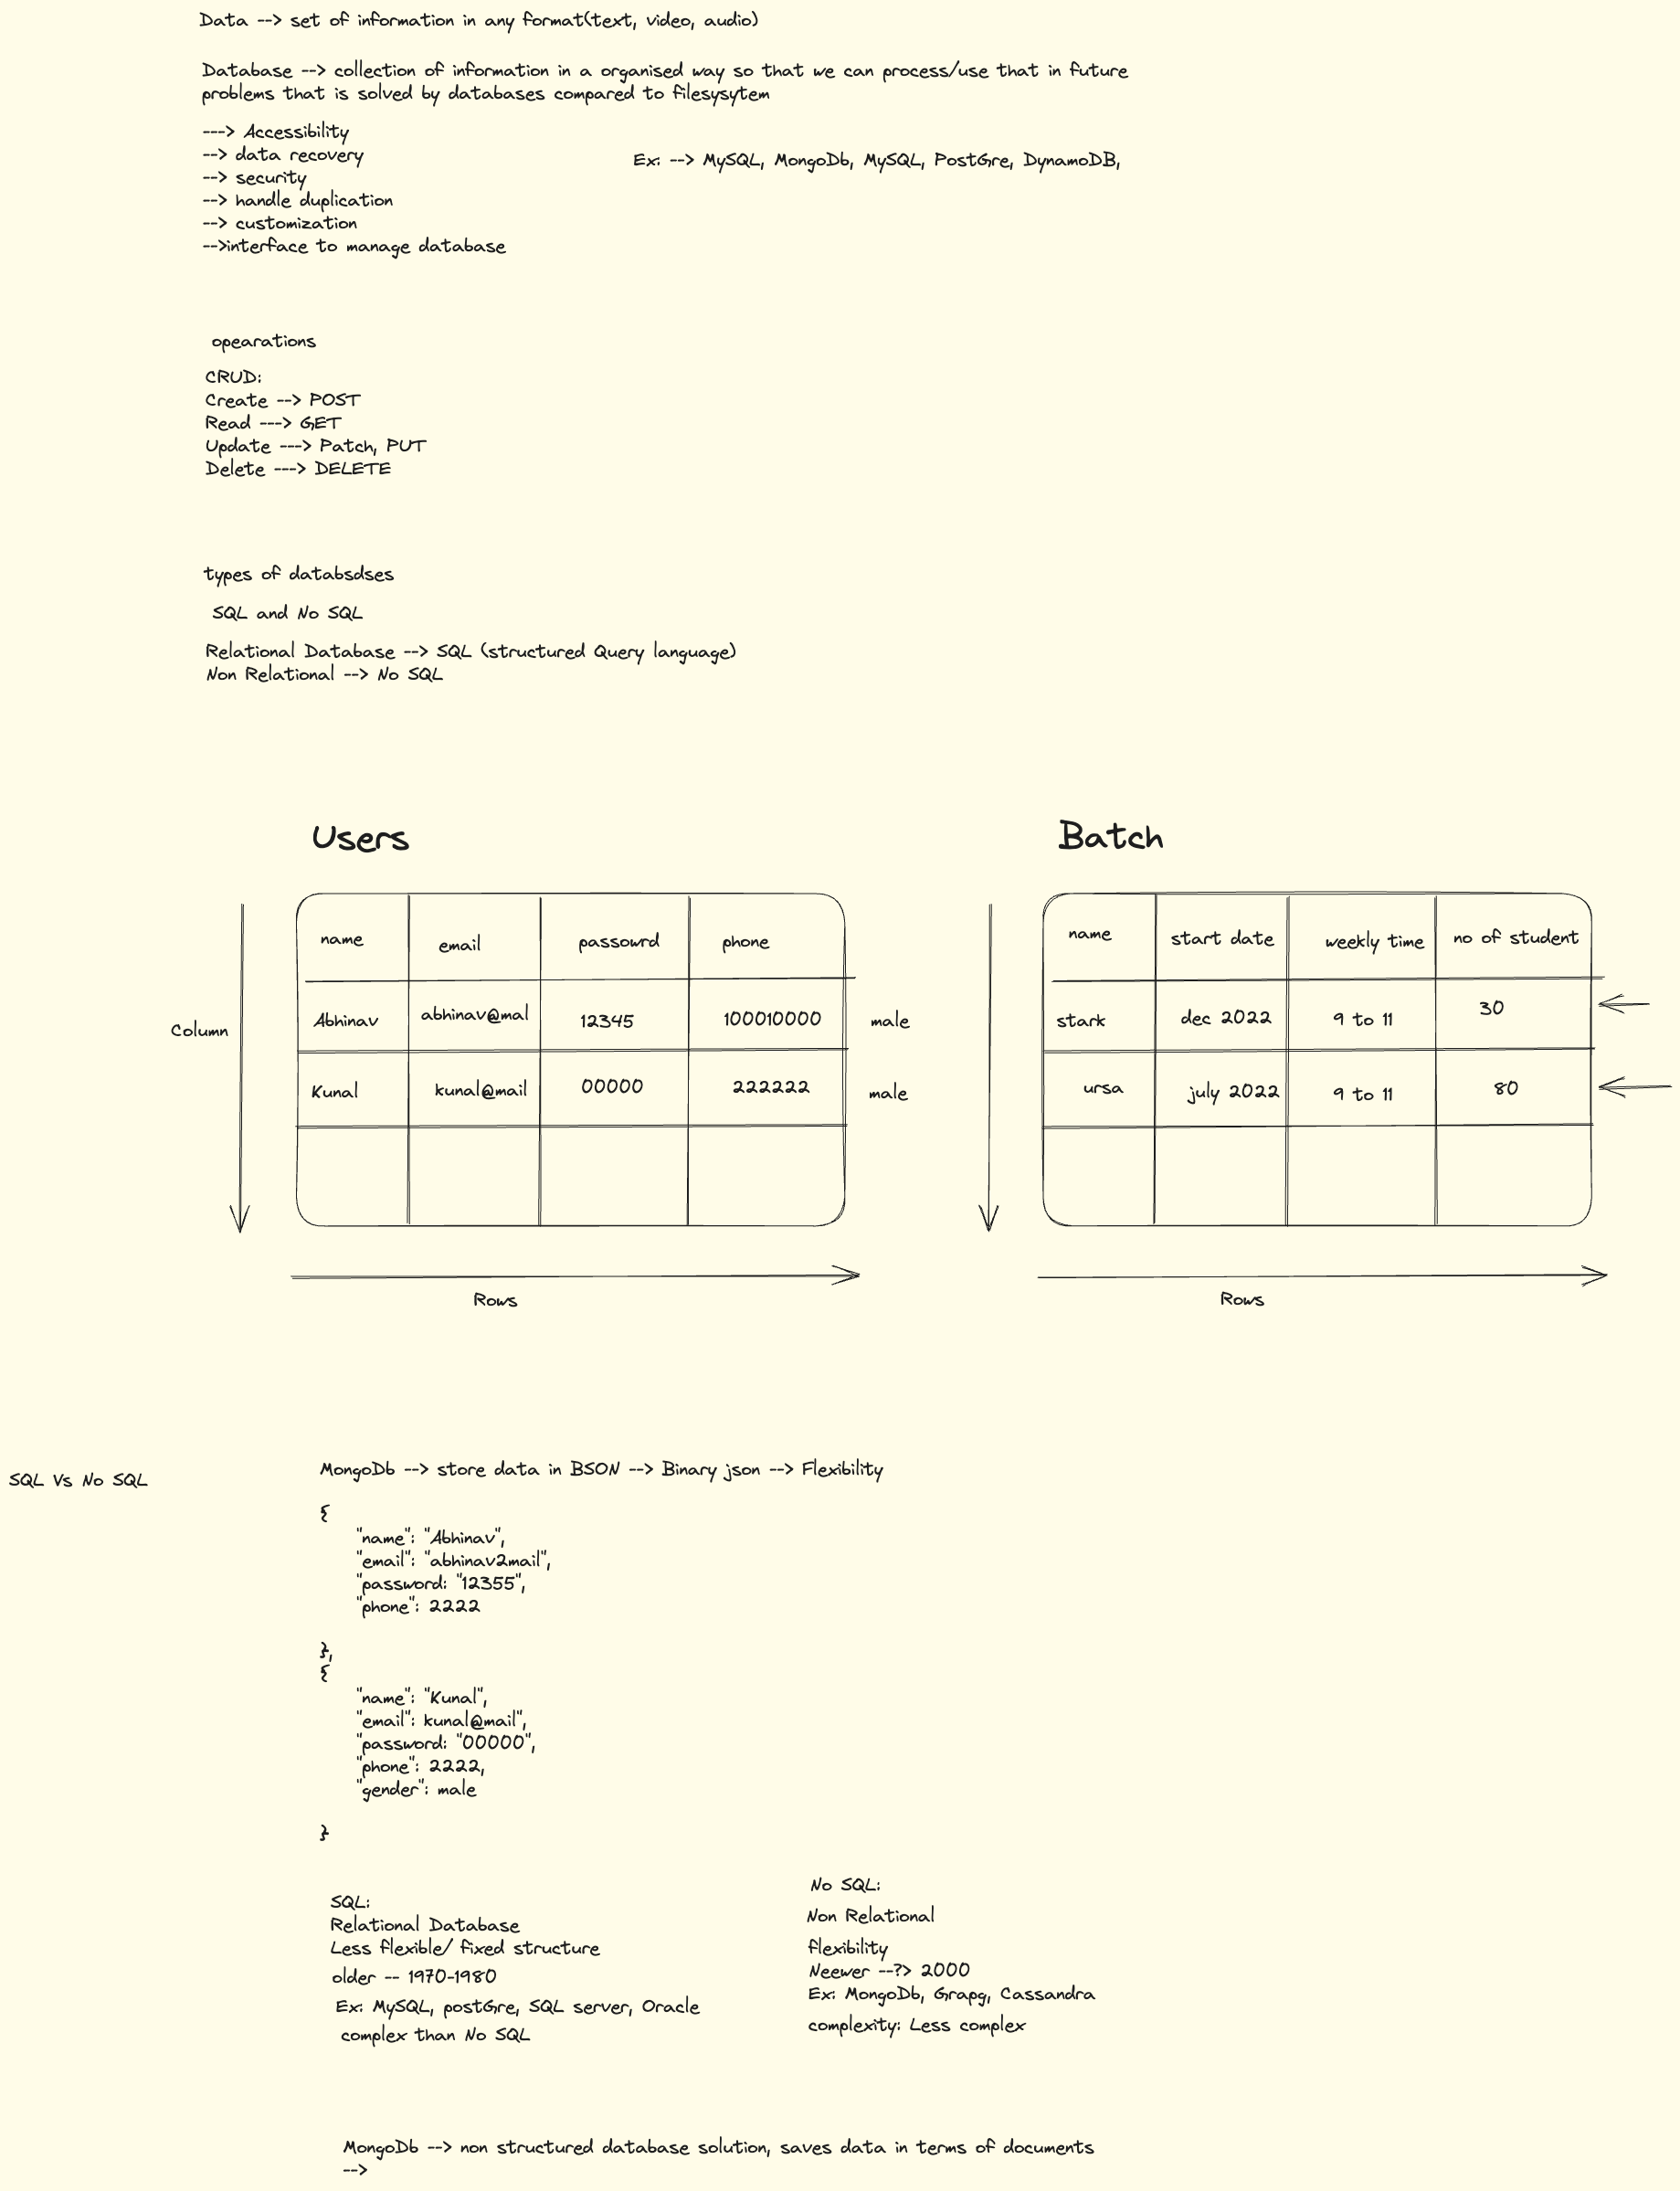 Data --> set of information in any format(text, video, audio)
Database --> collection of information in a organised way so that we can process/use that in future
problems that is solved by databases compared to filesysytem
---> Accessibility
--> data recovery
--> security
--> handle duplication
--> customization
-->interface to manage database
Ex: --> MySQL, MongoDb, MySQL, PostGre, DynamoDB,
opearations
CRUD:
Create --> POST
Read ---> GET
Update ---> Patch, PUT
Delete ---> DELETE
types of databsdses
SQL and No SQL
Relational Database --> SQL (structured Query language)
Non Relational --> No SQL
Users
name email passowrd phone
Abhinav abhinav@mal 12345 100010000 male
Column
Kunal kunal@mail 00000 222222 male
Rows
Batch
name start date weekly time no of student
stark dec 2022 9 to 11 30
ursa july 2022 9 to 11 80
Rows
SQL Vs No SQL
MongoDb --> store data in BSON --> Binary json --> Flexibility
{
"name": "Abhinav",
"email": "abhinav2mail",
"password: "12355",
"phone": 2222
},
{
"name": "Kunal",
"email": kunal@mail",
"password: "00000",
"phone": 2222,
"gender": male
}
SQL:
Relational Database
Less flexible/ fixed structure
older -- 1970-1980
Ex: MySQL, postGre, SQL server, Oracle
complex than No SQL
No SQL:
Non Relational
flexibility
Neewer --?> 2000
Ex: MongoDb, Grapg, Cassandra
complexity: Less complex
MongoDb --> non structured database solution, saves data in terms of documents
-->